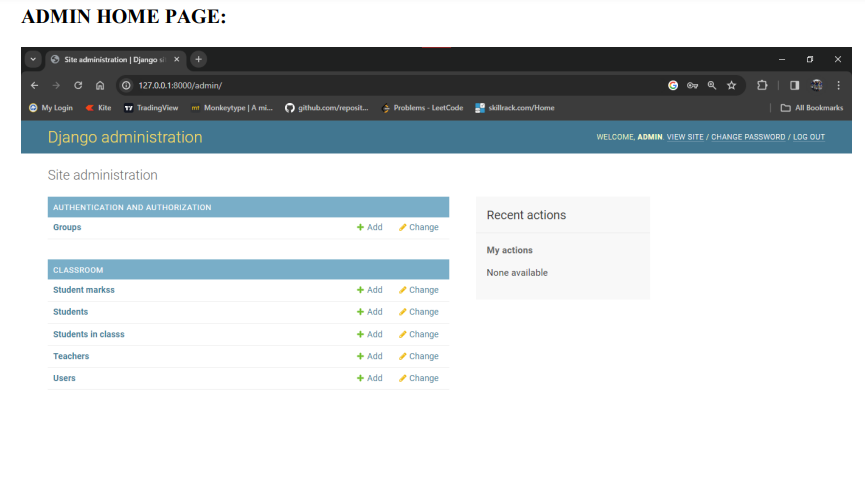 ADMIN HOME PAGE:
Site administration | Django si
127.0.0.1:8000/admin/
My Login Kite TradingView Monkeytype | A mi... github.com/reposit... Problems - LeetCode skillrack.com/Home All Bookmarks
Django administration WELCOME, ADMIN. VIEW SITE / CHANGE PASSWORD / LOG OUT
Site administration
AUTHENTICATION AND AUTHORIZATION
Groups + Add Change
CLASSROOM
Student markss + Add Change
Students + Add Change
Students in classs + Add Change
Teachers + Add Change
Users + Add Change
Recent actions
My actions
None available